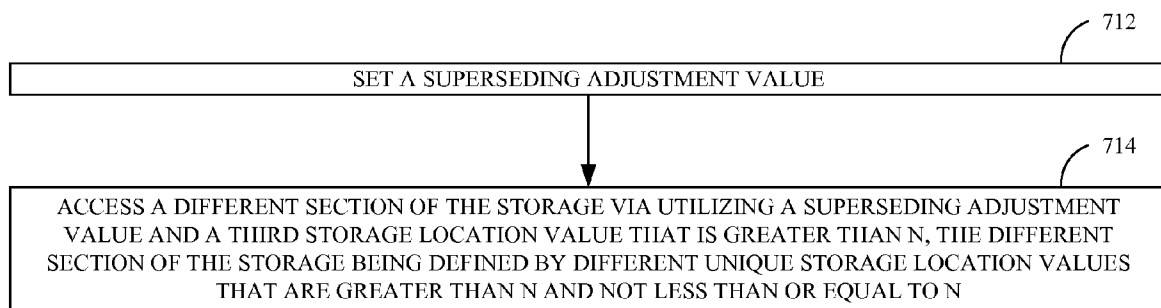 712
SET A SUPERSEDING ADJUSTMENT VALUE
714
ACCESS A DIFFERENT SECTION OF THE STORAGE VIA UTILIZING A SUPERSEDING ADJUSTMENT
VALUE AND A THIRD STORAGE LOCATION VALUE THAT IS GREATER THAN N, THE DIFFERENT
SECTION OF THE STORAGE BEING DEFINED BY DIFFERENT UNIQUE STORAGE LOCATION VALUES
THAT ARE GREATER THAN N AND NOT LESS THAN OR EQUAL TO N